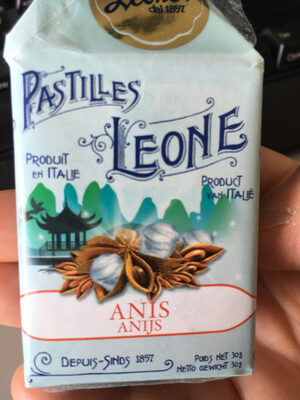 Leone
dal 1857
PASTILLES
LEONE
PRODUIT
EN ITALIE
PRODUCT
VAN ITALIË
ANIS
ANIJS
DEPUIS-SINDS 1857
POIDS NET 30g
NETTO GEWICHT 30g